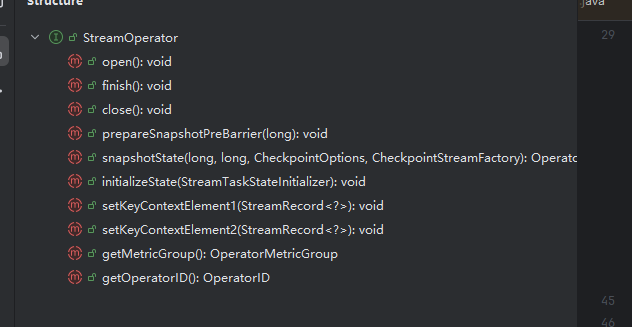 Structure
.java
29
StreamOperator
open(): void
finish(): void
close(): void
prepareSnapshotPreBarrier(long): void
snapshotState(long, long, CheckpointOptions, CheckpointStreamFactory): Operato
initializeState(StreamTaskStateInitializer): void
setKeyContextElement1(StreamRecord<?>): void
setKeyContextElement2(StreamRecord<?>): void
getMetricGroup(): OperatorMetricGroup
getOperatorID(): OperatorID
45
46